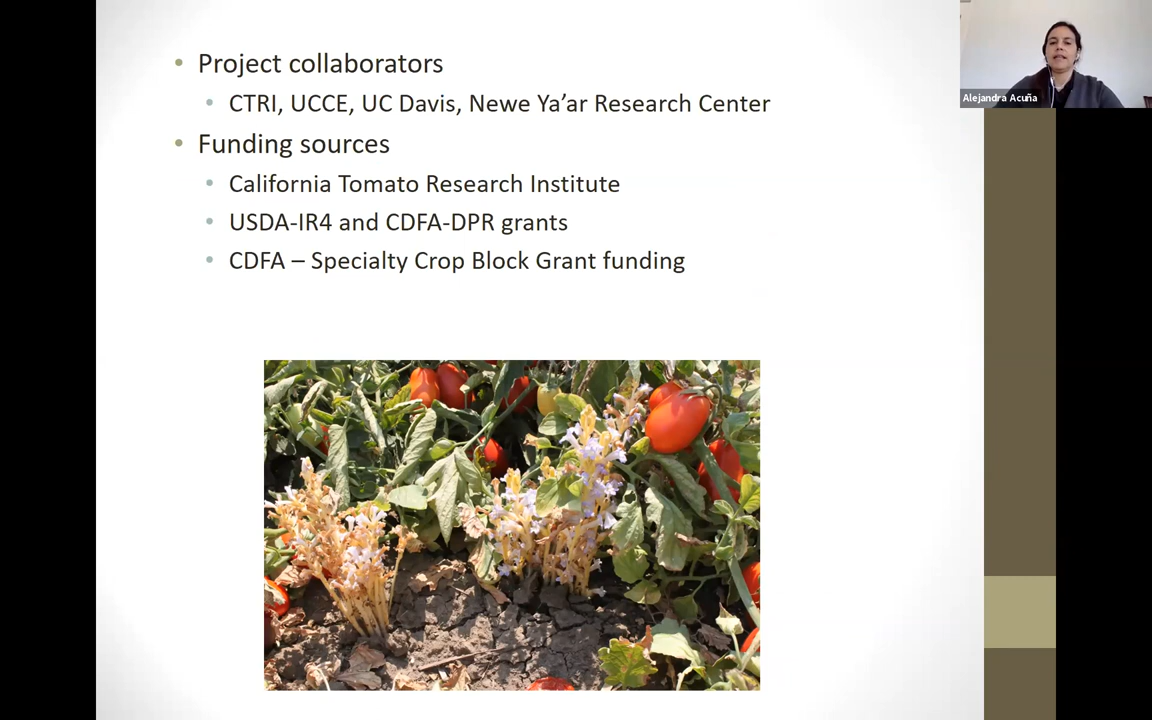 • Project collaborators
• CTRI, UCCE, UC Davis, Newe Ya’ar Research Center
• Funding sources
• California Tomato Research Institute
• USDA-IR4 and CDFA-DPR grants
• CDFA – Specialty Crop Block Grant funding
Alejandra Acuña